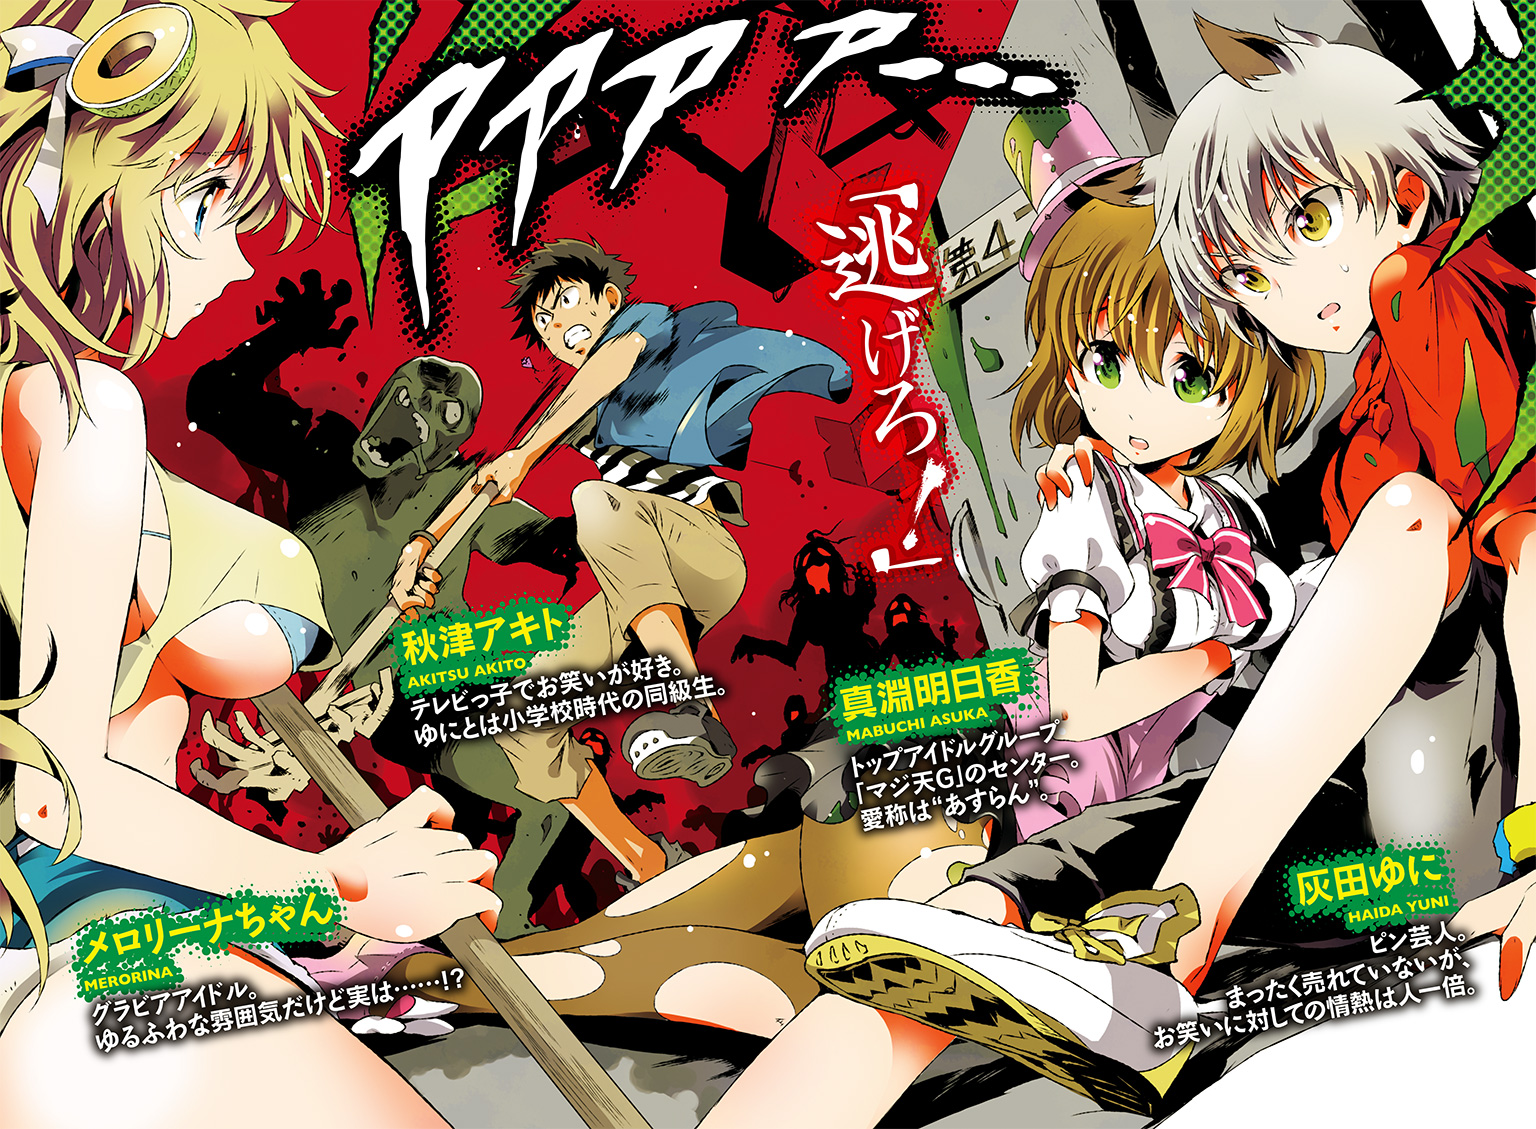 アアアア ァーーー
「逃げろ!」
第4
秋津アキト
AKITSU AKITO
テレビっ子でお笑いが好き。
ゆにとは小学校時代の同級生。
真淵明日香
MABUCHI ASUKA
トップアイドルグループ
「マジ天G」のセンター。
愛称は“あすらん”。
メロリーナちゃん
MERORINA
グラビアアイドル。
ゆるふわな雰囲気だけど実は……!?
灰田ゆに
HAIDA YUNI
ピン芸人。
まったく売れていないが、
お笑いに対しての情熱は人一倍。